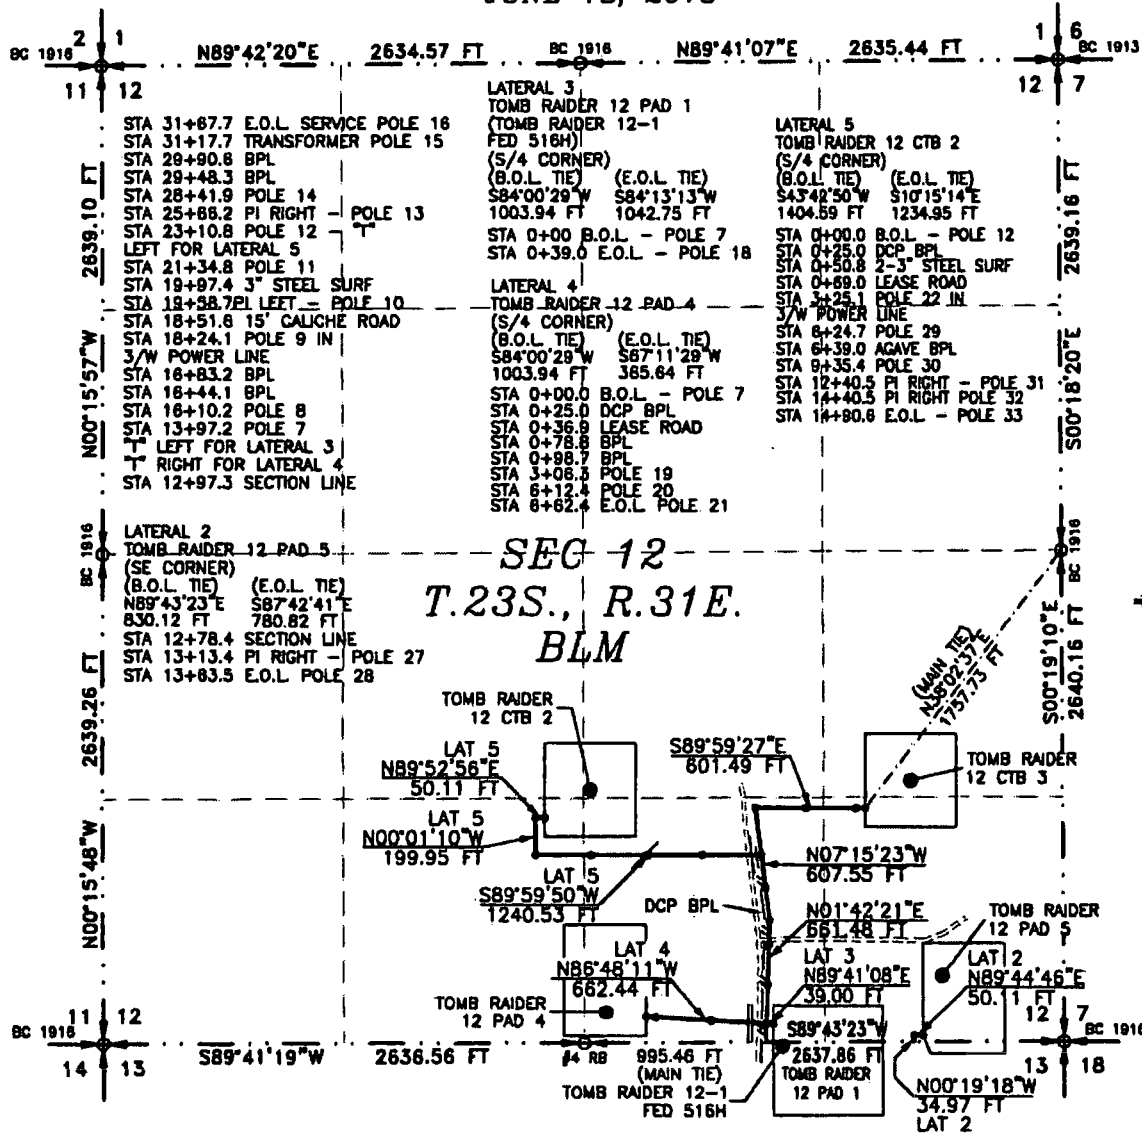 2 1
BC 1916
11 12
N89°42'20"E 2634.57 FT
BC 1916
N89°41'07"E 2635.44 FT
1 6
BC 1913
12 7
STA 31+67.7 E.O.L. SERVICE POLE 16
STA 31+17.7 TRANSFORMER POLE 15
STA 29+90.6 BPL
STA 29+48.3 BPL
STA 28+41.9 POLE 14
STA 25+66.2 PI RIGHT - POLE 13
STA 23+10.8 POLE 12 - "T"
LEFT FOR LATERAL 5
STA 21+34.8 POLE 11
STA 19+97.4 3" STEEL SURF
STA 19+58.7PI LEFT - POLE 10
STA 18+51.6 15' CALICHE ROAD
STA 18+24.1 POLE 9 IN
3/W POWER LINE
STA 16+83.2 BPL
STA 16+44.1 BPL
STA 16+10.2 POLE 8
STA 13+97.2 POLE 7
"T" LEFT FOR LATERAL 3
"T" RIGHT FOR LATERAL 4
STA 12+97.3 SECTION LINE
LATERAL 2
TOMB RAIDER 12 PAD 5
(SE CORNER)
(B.O.L. TIE) (E.O.L. TIE)
N89°43'23"E S87°42'41"E
830.12 FT 780.82 FT
STA 12+78.4 SECTION LINE
STA 13+13.4 PI RIGHT - POLE 27
STA 13+63.5 E.O.L. POLE 28
LATERAL 3
TOMB RAIDER 12 PAD 1
(TOMB RAIDER 12-1
FED 516H)
(S/4 CORNER)
(B.O.L. TIE) (E.O.L. TIE)
S84°00'29"W S84°13'13"W
1003.94 FT 1042.75 FT
STA 0+00 B.O.L. - POLE 7
STA 0+39.0 E.O.L. - POLE 18
LATERAL 4
TOMB RAIDER 12 PAD 4
(S/4 CORNER)
(B.O.L. TIE) (E.O.L. TIE)
S84°00'29"W S67°11'29"W
1003.94 FT 365.64 FT
STA 0+00.0 B.O.L. - POLE 7
STA 0+25.0 DCP BPL
STA 0+36.9 LEASE ROAD
STA 0+78.8 BPL
STA 0+98.7 BPL
STA 3+06.3 POLE 19
STA 6+12.4 POLE 20
STA 6+62.4 E.O.L. POLE 21
LATERAL 5
TOMB RAIDER 12 CTB 2
(S/4 CORNER)
(B.O.L. TIE) (E.O.L. TIE)
S43°42'50"W S10°15'14"E
1404.59 FT 1234.95 FT
STA 0+00.0 B.O.L. - POLE 12
STA 0+25.0 DCP BPL
STA 0+50.8 2-3" STEEL SURF
STA 0+69.0 LEASE ROAD
STA 3+25.1 POLE 22 IN
3/W POWER LINE
STA 6+24.7 POLE 29
STA 6+39.0 AGAVE BPL
STA 9+35.4 POLE 30
STA 12+40.5 PI RIGHT - POLE 31
STA 14+40.5 PI RIGHT POLE 32
STA 14+90.6 E.O.L. - POLE 33
2639.10 FT
N00°15'57"W
BC 1916
2639.26 FT
N00°15'48"W
2639.16 FT
S00°18'20"E
BC 1916
S00°19'10"E
2640.16 FT
SEC 12
T.23S., R.31E.
BLM
(MAIN TIE)
N38°02'37"E
1757.73 FT
TOMB RAIDER
12 CTB 2
LAT 5
N89°52'56"E
50.11 FT
LAT 5
N00°01'10"W
199.95 FT
LAT 5
S89°59'50"W
1240.53 FT
S89°59'27"E
601.49 FT
TOMB RAIDER
12 CTB 3
N07°15'23"W
607.55 FT
DCP BPL
N01°42'21"E
661.48 FT
TOMB RAIDER
12 PAD 5
LAT 4
N86°48'11"W
662.44 FT
LAT 3
N89°41'08"E
39.00 FT
LAT 2
N89°44'46"E
50.11 FT
TOMB RAIDER
12 PAD 4
11 12
BC 1916
14 13
S89°41'19"W 2636.56 FT
995.46 FT
(MAIN TIE)
TOMB RAIDER 12-1
FED 516H
S89°43'23"W
2637.86 FT
TOMB RAIDER
12 PAD 1
12 7
BC 1916
13 18
N00°19'18"W
34.97 FT
LAT 2